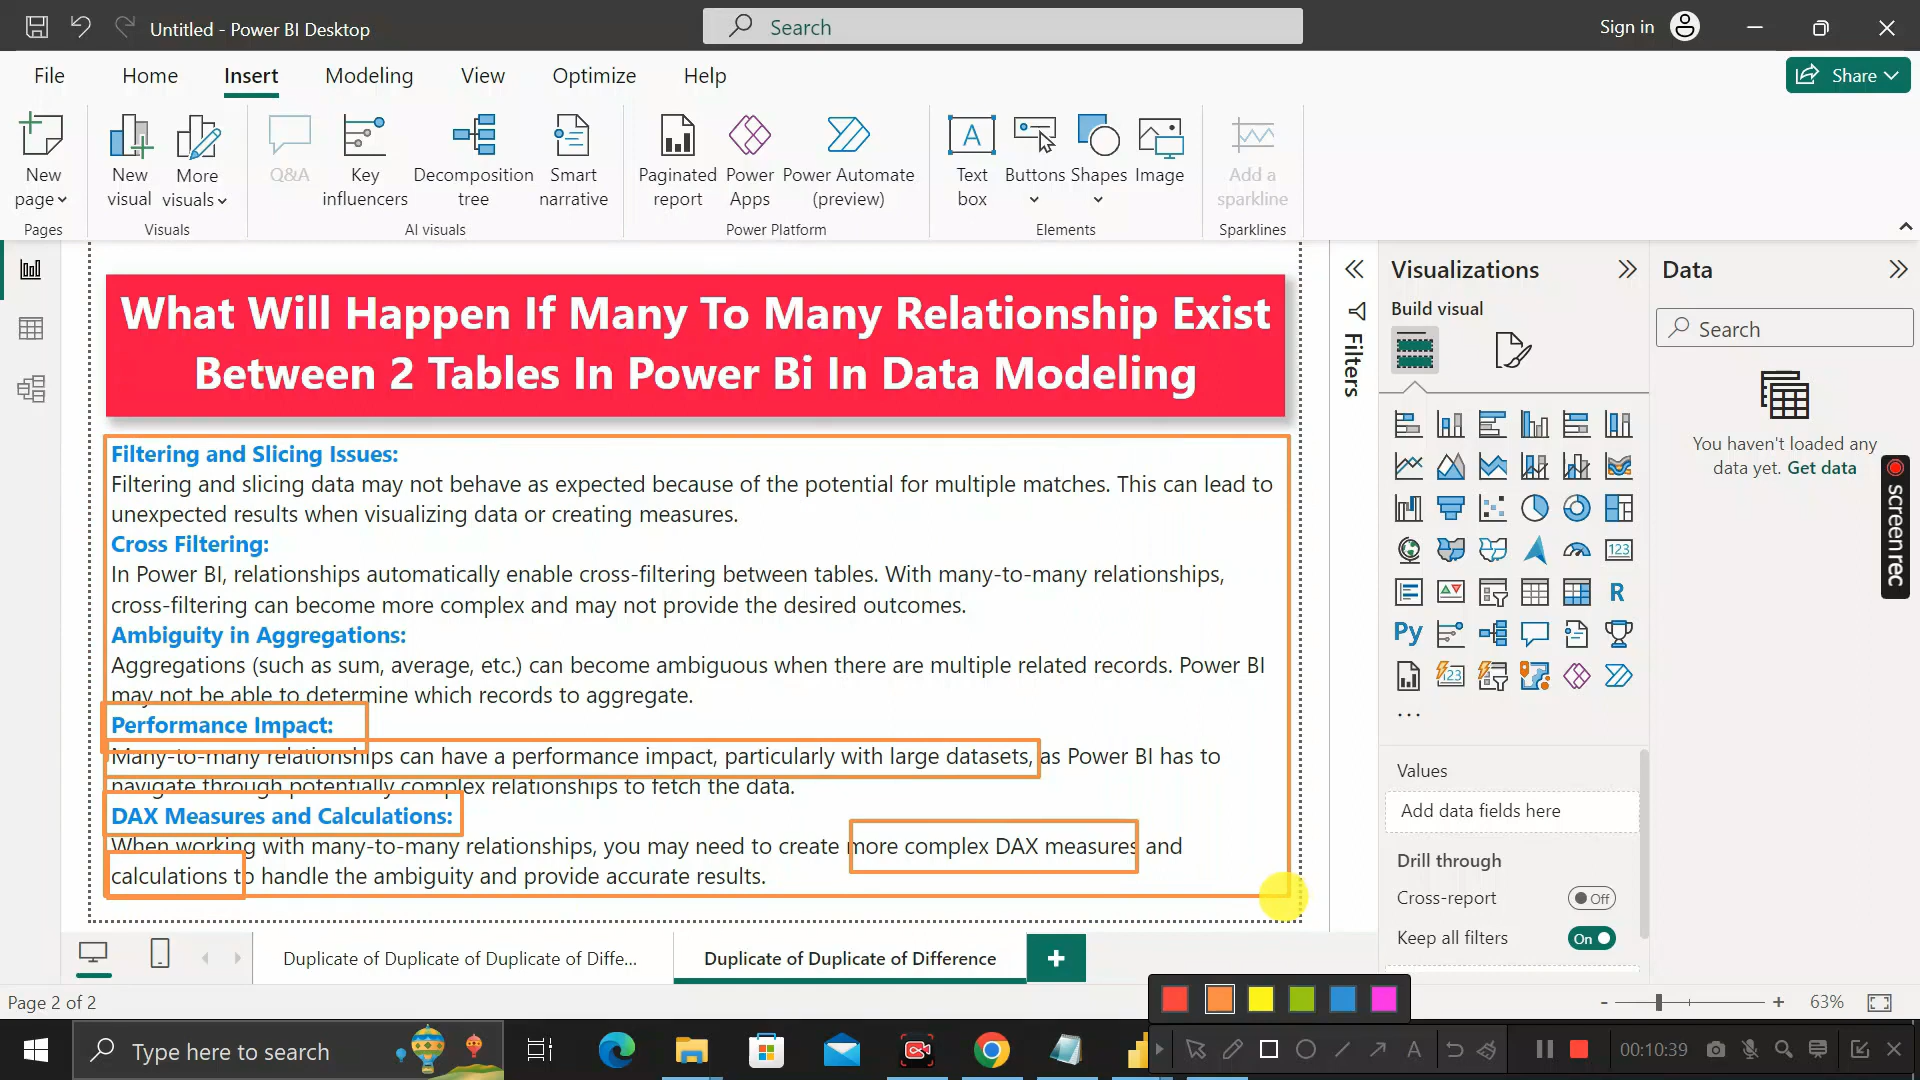 Untitled - Power BI Desktop
Search
Sign in
File Home Insert Modeling View Optimize Help
Share
New page
New visual
More visuals
Q&A
Key influencers
Decomposition tree
Smart narrative
Paginated report
Power Apps
Power Automate (preview)
Text box
Buttons
Shapes
Image
Add a sparkline
Pages
Visuals
AI visuals
Power Platform
Elements
Sparklines
What Will Happen If Many To Many Relationship Exist
Between 2 Tables In Power Bi In Data Modeling
Filtering and Slicing Issues:
Filtering and slicing data may not behave as expected because of the potential for multiple matches. This can lead to
unexpected results when visualizing data or creating measures.
Cross Filtering:
In Power BI, relationships automatically enable cross-filtering between tables. With many-to-many relationships,
cross-filtering can become more complex and may not provide the desired outcomes.
Ambiguity in Aggregations:
Aggregations (such as sum, average, etc.) can become ambiguous when there are multiple related records. Power BI
may not be able to determine which records to aggregate.
Performance Impact:
Many-to-many relationships can have a performance impact, particularly with large datasets, as Power BI has to
navigate through potentially complex relationships to fetch the data.
DAX Measures and Calculations:
When working with many-to-many relationships, you may need to create more complex DAX measures and
calculations to handle the ambiguity and provide accurate results.
Filters
Visualizations
Build visual
123
R
Py
123
...
Values
Add data fields here
Drill through
Cross-report
Off
Keep all filters
On
Data
Search
You haven't loaded any
data yet. Get data
screen rec
Duplicate of Duplicate of Duplicate of Diffe...
Duplicate of Duplicate of Difference
+
Page 2 of 2
- + 63%
Type here to search
A
00:10:39